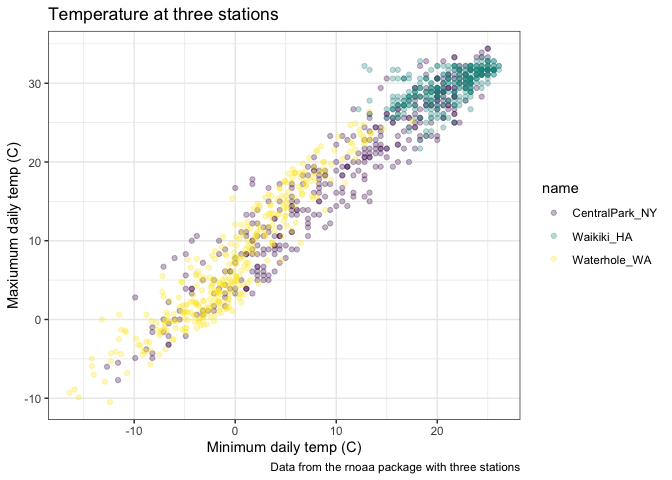 Temperature at three stations
Maxiumum daily temp (C)
30
20
10
0
-10
-10
0
10
20
Minimum daily temp (C)
Data from the rnoaa package with three stations
name
CentralPark_NY
Waikiki_HA
Waterhole_WA